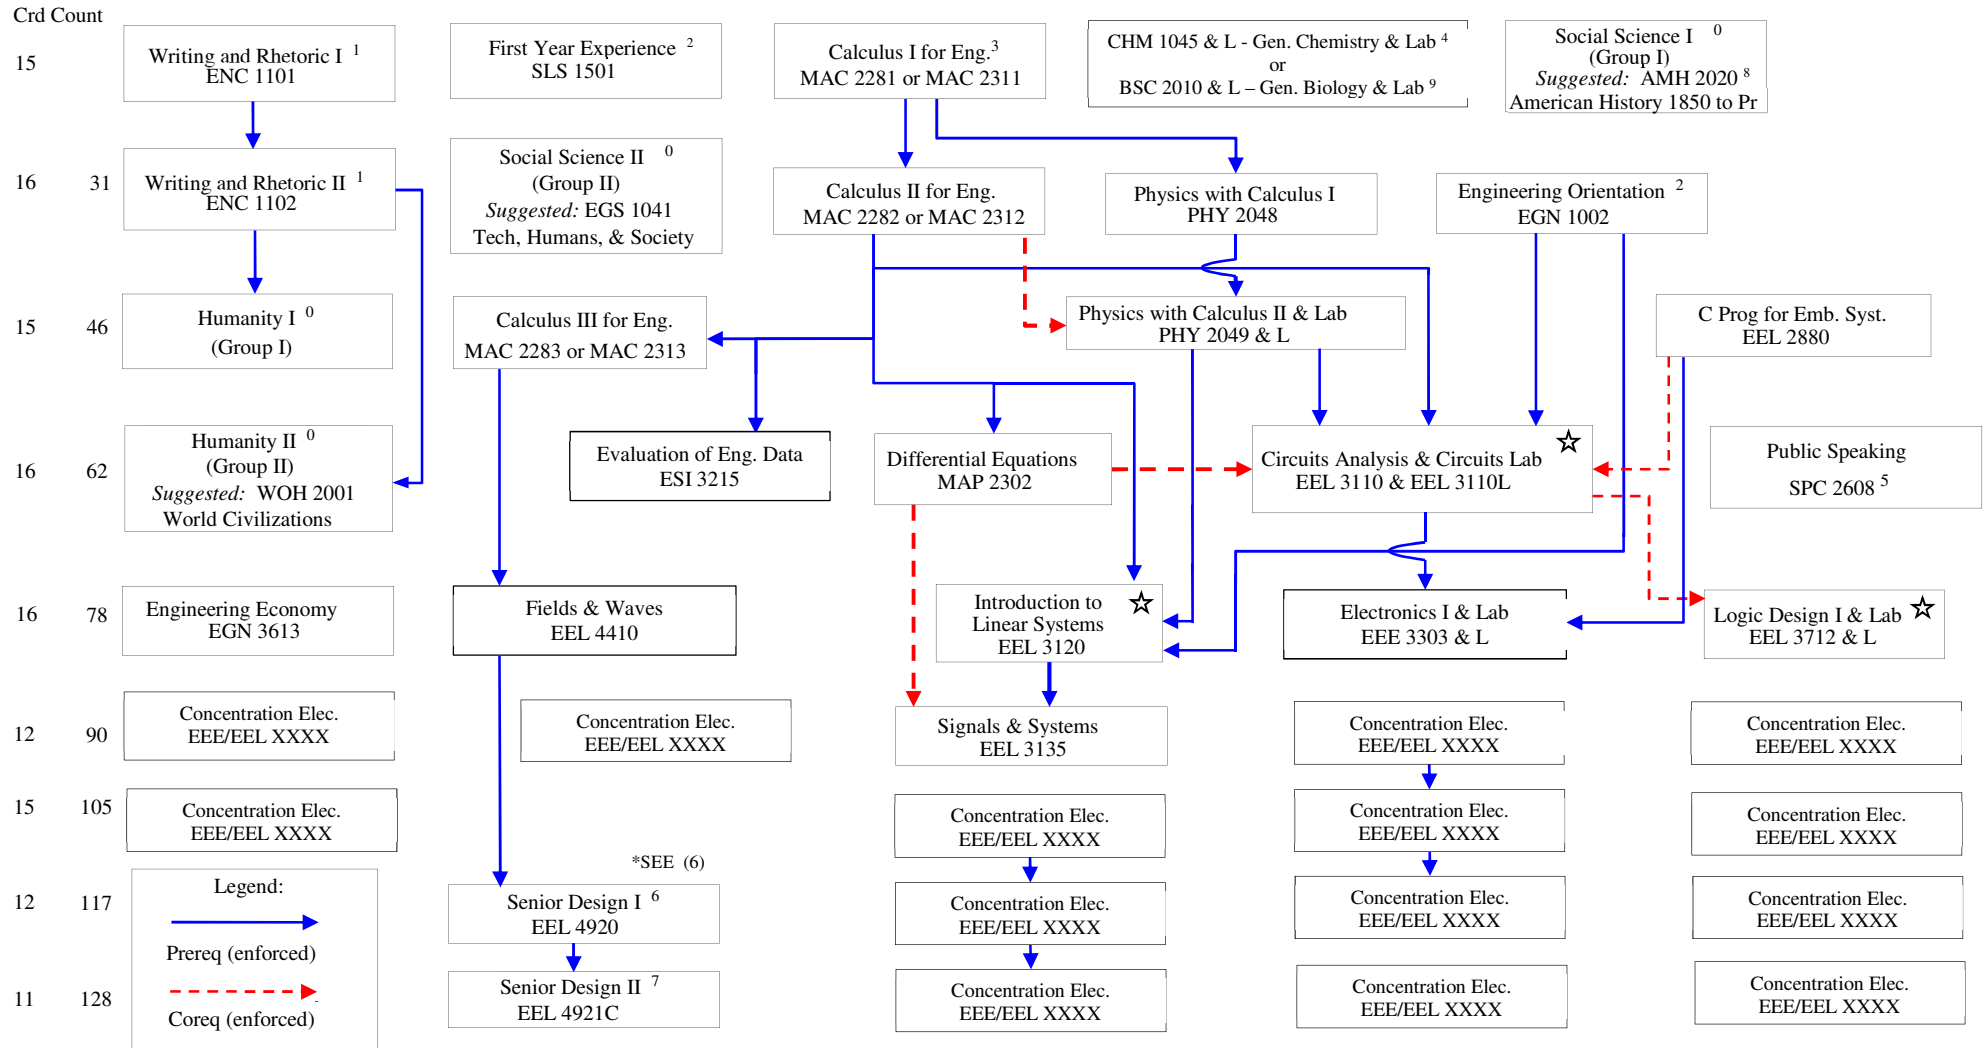 Crd Count
15
Writing and Rhetoric I 1
ENC 1101
First Year Experience 2
SLS 1501
Calculus I for Eng.3
MAC 2281 or MAC 2311
CHM 1045 & L - Gen. Chemistry & Lab 4
or
BSC 2010 & L – Gen. Biology & Lab 9
Social Science I 0
(Group I)
Suggested: AMH 2020 8
American History 1850 to Pr
16 31
Writing and Rhetoric II 1
ENC 1102
Social Science II 0
(Group II)
Suggested: EGS 1041
Tech, Humans, & Society
Calculus II for Eng.
MAC 2282 or MAC 2312
Physics with Calculus I
PHY 2048
Engineering Orientation 2
EGN 1002
15 46
Humanity I 0
(Group I)
Calculus III for Eng.
MAC 2283 or MAC 2313
Physics with Calculus II & Lab
PHY 2049 & L
C Prog for Emb. Syst.
EEL 2880
16 62
Humanity II 0
(Group II)
Suggested: WOH 2001
World Civilizations
Evaluation of Eng. Data
ESI 3215
Differential Equations
MAP 2302
Circuits Analysis & Circuits Lab
EEL 3110 & EEL 3110L
Public Speaking
SPC 2608 5
16 78
Engineering Economy
EGN 3613
Fields & Waves
EEL 4410
Introduction to
Linear Systems
EEL 3120
Electronics I & Lab
EEE 3303 & L
Logic Design I & Lab
EEL 3712 & L
12 90
Concentration Elec.
EEE/EEL XXXX
Concentration Elec.
EEE/EEL XXXX
Signals & Systems
EEL 3135
Concentration Elec.
EEE/EEL XXXX
Concentration Elec.
EEE/EEL XXXX
15 105
Concentration Elec.
EEE/EEL XXXX
Concentration Elec.
EEE/EEL XXXX
Concentration Elec.
EEE/EEL XXXX
Concentration Elec.
EEE/EEL XXXX
*SEE (6)
12 117
Legend:
Prereq (enforced)
Coreq (enforced)
Senior Design I 6
EEL 4920
Concentration Elec.
EEE/EEL XXXX
Concentration Elec.
EEE/EEL XXXX
Concentration Elec.
EEE/EEL XXXX
11 128
Senior Design II 7
EEL 4921C
Concentration Elec.
EEE/EEL XXXX
Concentration Elec.
EEE/EEL XXXX
Concentration Elec.
EEE/EEL XXXX